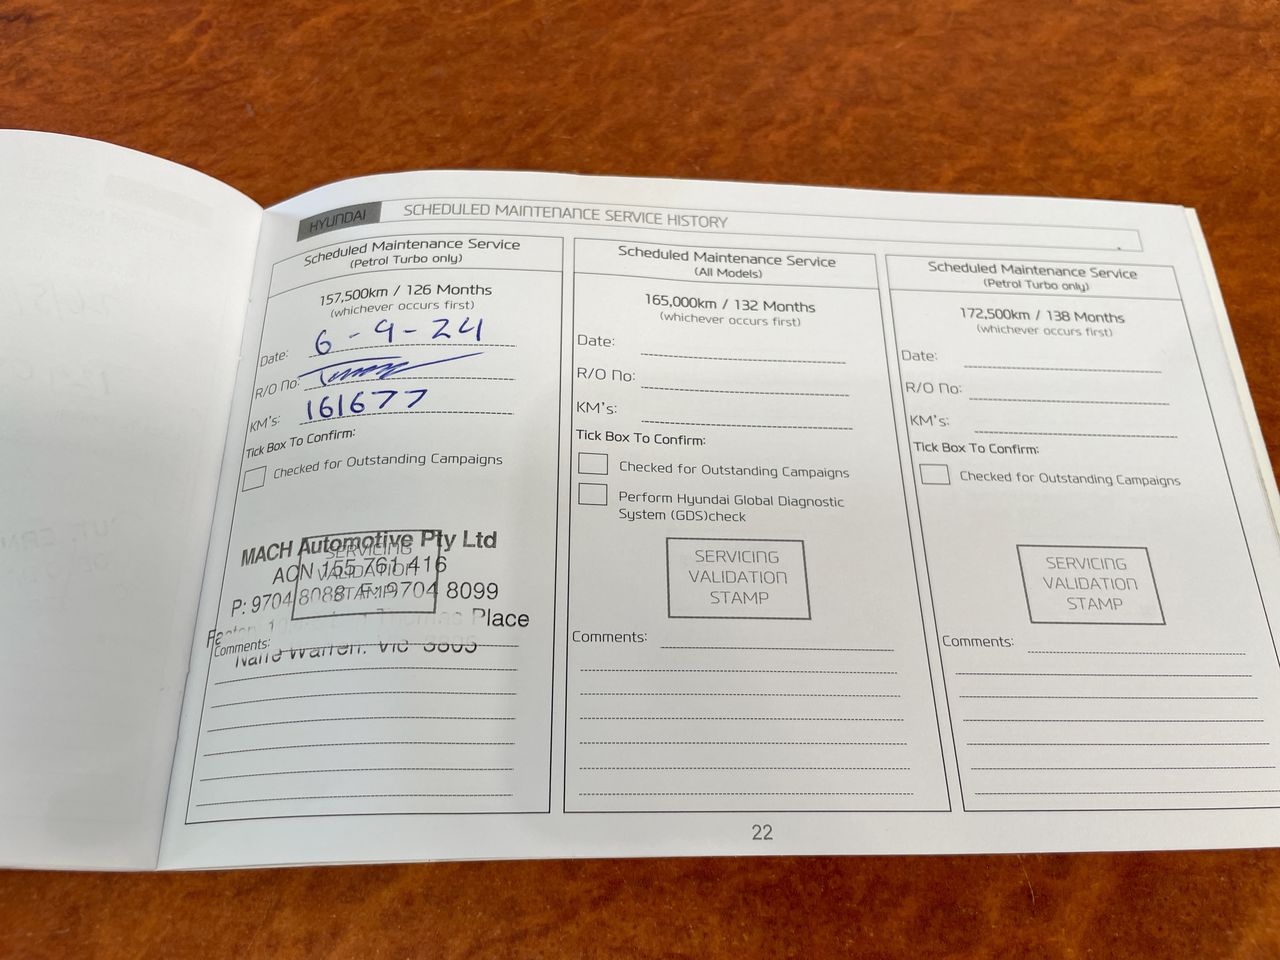 HYUNDAI
SCHEDULED MAINTENANCE SERVICE HISTORY
Scheduled Maintenance Service
(Petrol Turbo only)
157,500km / 126 Months
(whichever occurs first)
Date: 6 - 9 - 24
R/O No:
KM's: 161677
Tick Box To Confirm:
Checked for Outstanding Campaigns
SERVICING
VALIDATION
STAMP
MACH Automotive Pty Ltd
ACN 155 761 416
P: 9704 8088 F: 9704 8099
Place
Narre Warren. Vic 3805
Comments:
Scheduled Maintenance Service
(All Models)
165,000km / 132 Months
(whichever occurs first)
Date:
R/O No:
KM's:
Tick Box To Confirm:
Checked for Outstanding Campaigns
Perform Hyundai Global Diagnostic
System (GDS)check
SERVICING
VALIDATION
STAMP
Comments:
Scheduled Maintenance Service
(Petrol Turbo only)
172,500km / 138 Months
(whichever occurs first)
Date:
R/O No:
KM's:
Tick Box To Confirm:
Checked for Outstanding Campaigns
SERVICING
VALIDATION
STAMP
Comments:
22